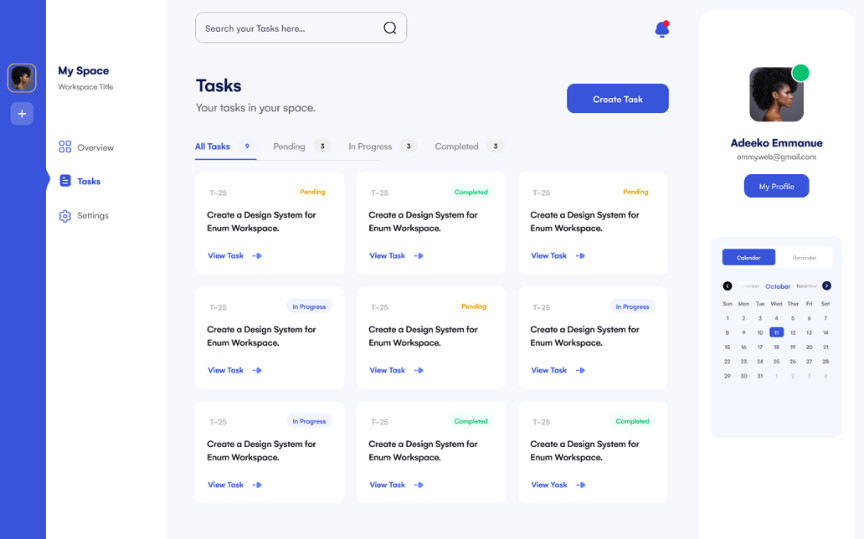 Search your Tasks here...
My Space
Workspace Title
+
Overview
Tasks
Settings
Tasks
Your tasks in your space.
Create Task
All Tasks 9 Pending 3 In Progress 3 Completed 3
T-25 Pending
Create a Design System for
Enum Workspace.
View Task
T-25 Completed
Create a Design System for
Enum Workspace.
View Task
T-25 Pending
Create a Design System for
Enum Workspace.
View Task
T-25 In Progress
Create a Design System for
Enum Workspace.
View Task
T-25 Pending
Create a Design System for
Enum Workspace.
View Task
T-25 In Progress
Create a Design System for
Enum Workspace.
View Task
T-25 In Progress
Create a Design System for
Enum Workspace.
View Task
T-25 Completed
Create a Design System for
Enum Workspace.
View Task
T-25 Completed
Create a Design System for
Enum Workspace.
View Yask
Adeeko Emmanue
emmy.web@gmail.com
My Profile
Calendar Reminder
October November
Sun Mon Tue Wed Thur Fri Sat
1 2 3 4 5 6 7
8 9 10 11 12 13 14
15 16 17 18 19 20 21
22 23 24 25 26 27 28
29 30 31 1 2 3 4